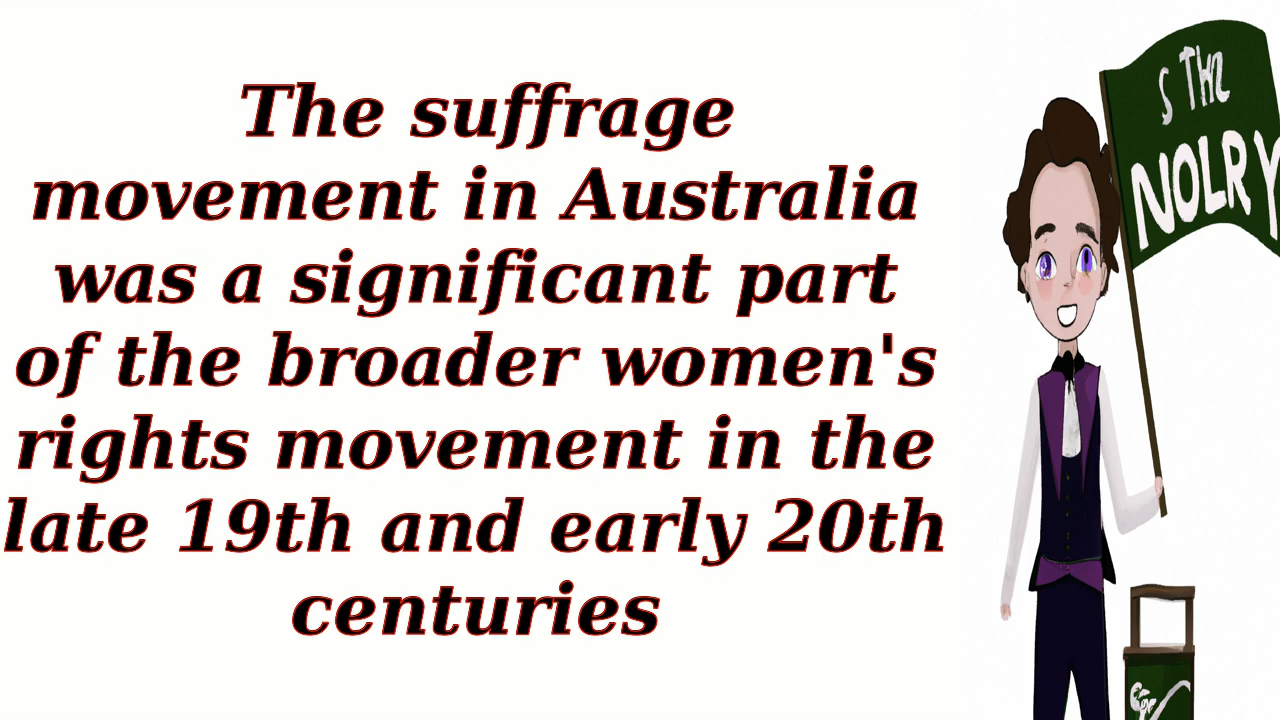 The suffrage
movement in Australia
was a significant part
of the broader women's
rights movement in the
late 19th and early 20th
centuries
NOLRY